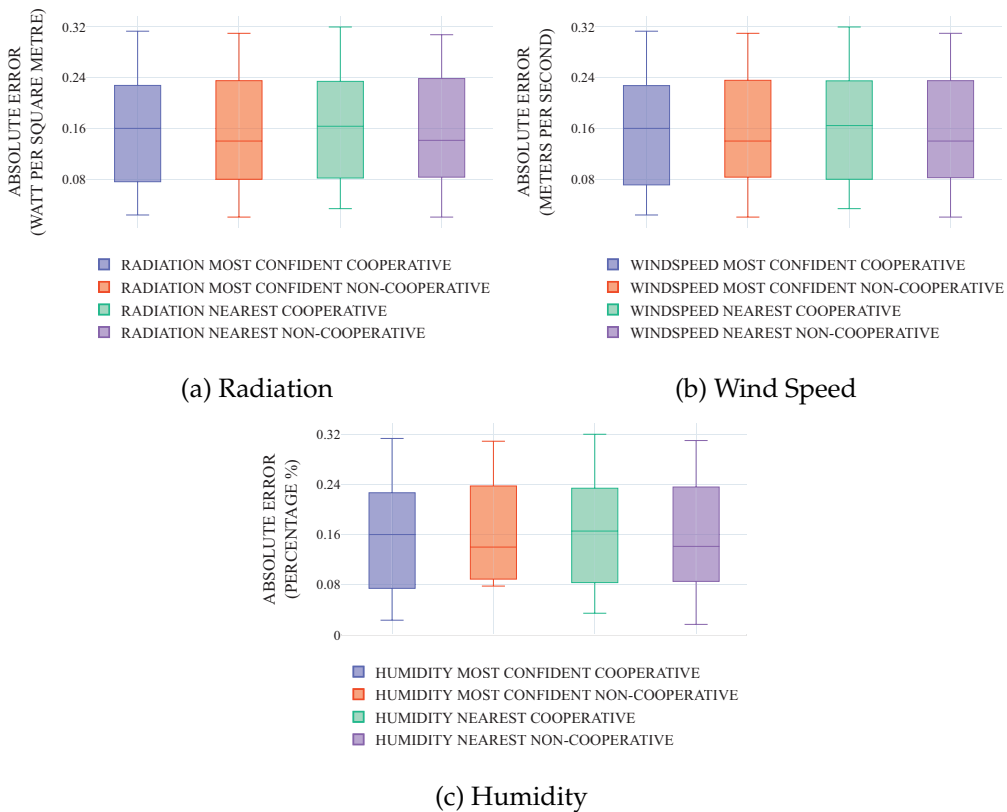 ABSOLUTE ERROR
(WATT PER SQUARE METRE)
0.32
0.24
0.16
0.08
RADIATION MOST CONFIDENT COOPERATIVE
RADIATION MOST CONFIDENT NON-COOPERATIVE
RADIATION NEAREST COOPERATIVE
RADIATION NEAREST NON-COOPERATIVE
(a) Radiation
ABSOLUTE ERROR
(METERS PER SECOND)
0.32
0.24
0.16
0.08
WINDSPEED MOST CONFIDENT COOPERATIVE
WINDSPEED MOST CONFIDENT NON-COOPERATIVE
WINDSPEED NEAREST COOPERATIVE
WINDSPEED NEAREST NON-COOPERATIVE
(b) Wind Speed
ABSOLUTE ERROR
(PERCENTAGE %)
0.32
0.24
0.16
0.08
0
HUMIDITY MOST CONFIDENT COOPERATIVE
HUMIDITY MOST CONFIDENT NON-COOPERATIVE
HUMIDITY NEAREST COOPERATIVE
HUMIDITY NEAREST NON-COOPERATIVE
(c) Humidity